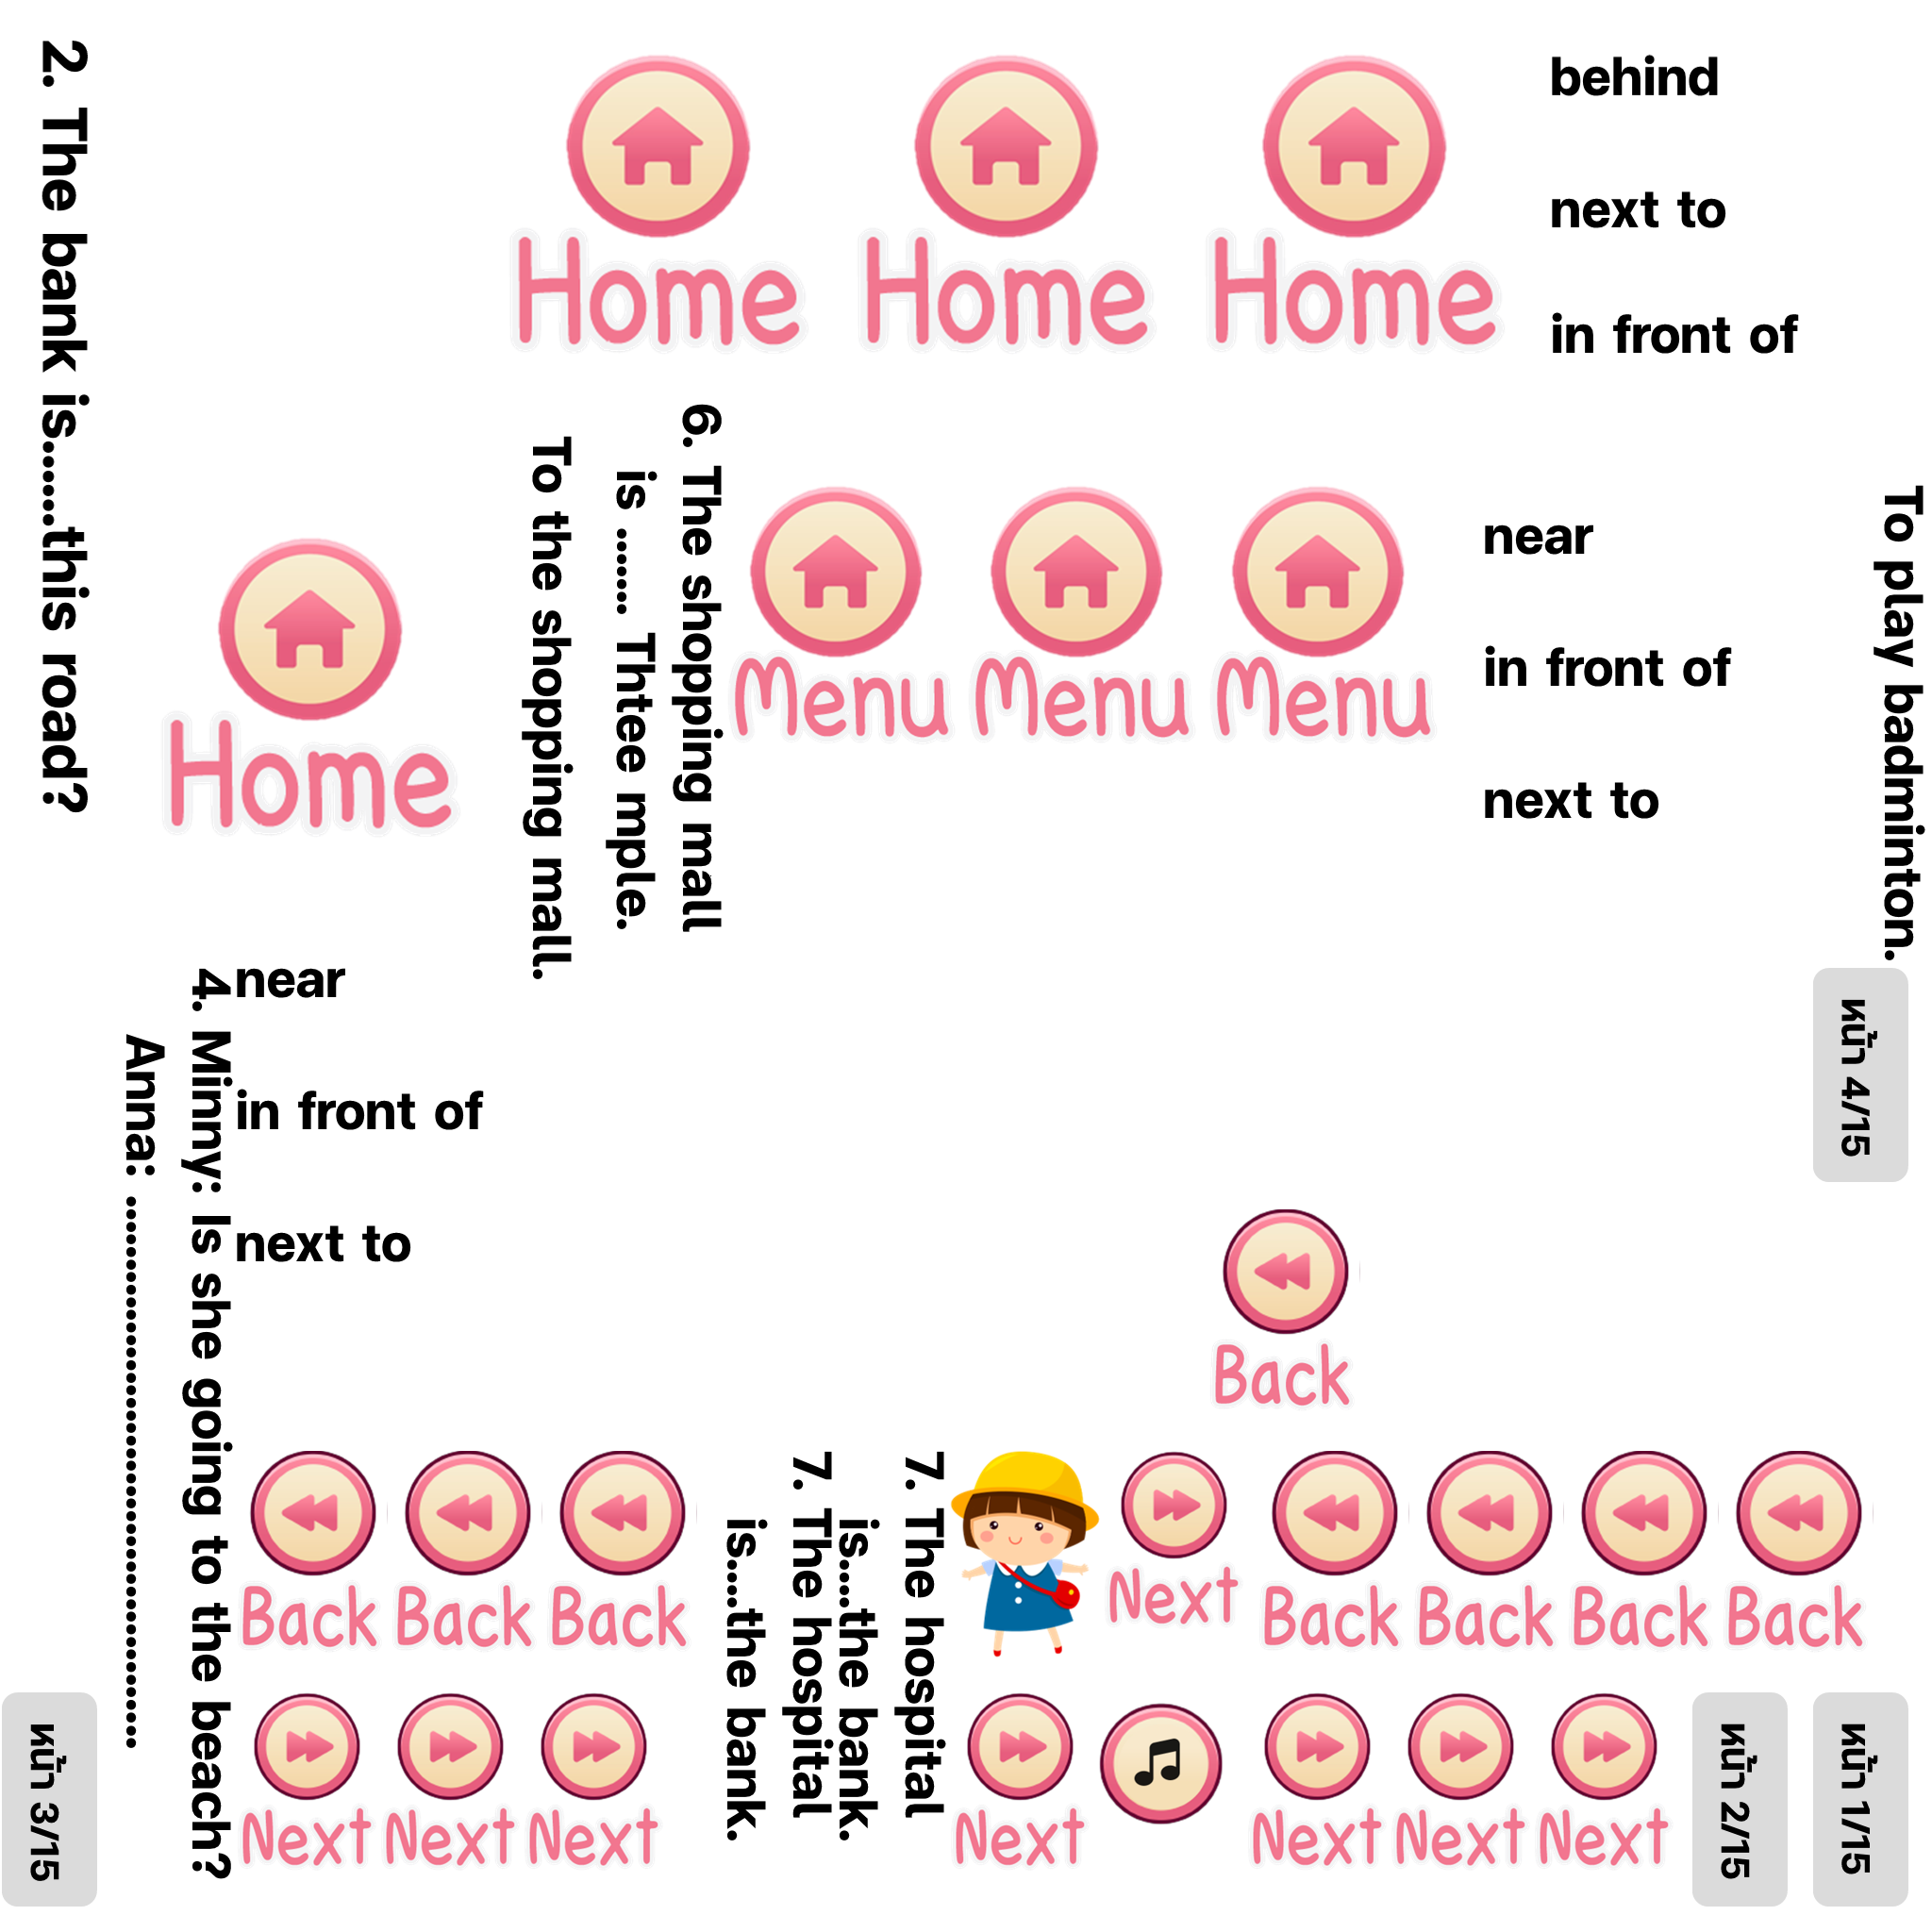 2. The bank is.......this road?
Home
Home
Home
behind
next to
in front of
Home
To the shopping mall.
6. The shopping mall
is ....... Thtee mple.
Menu
Menu
Menu
near
in front of
next to
To play badminton.
4. Minny: Is she going to the beach?
Anna: ..............................................
near
in front of
next to
หน้า 4/15
Back
Back
Back
Back
7. The hospital
is....the bank.
7. The hospital
is....the bank.
Next
Back
Back
Back
Back
หน้า 3/15
Next
Next
Next
Next
Next
Next
Next
หน้า 2/15
หน้า 1/15